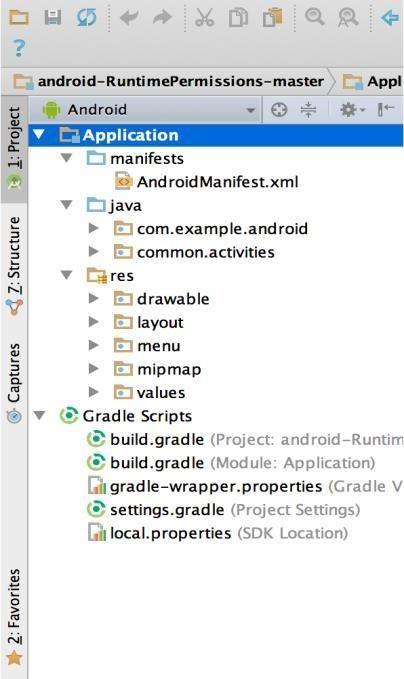 ?
android-RuntimePermissions-master
Appl
Android
1: Project
Z: Structure
Captures
2: Favorites
Application
manifests
AndroidManifest.xml
java
com.example.android
common.activities
res
drawable
layout
menu
mipmap
values
Gradle Scripts
build.gradle (Project: android-Runtim
build.gradle (Module: Application)
gradle-wrapper.properties (Gradle V
settings.gradle (Project Settings)
local.properties (SDK Location)